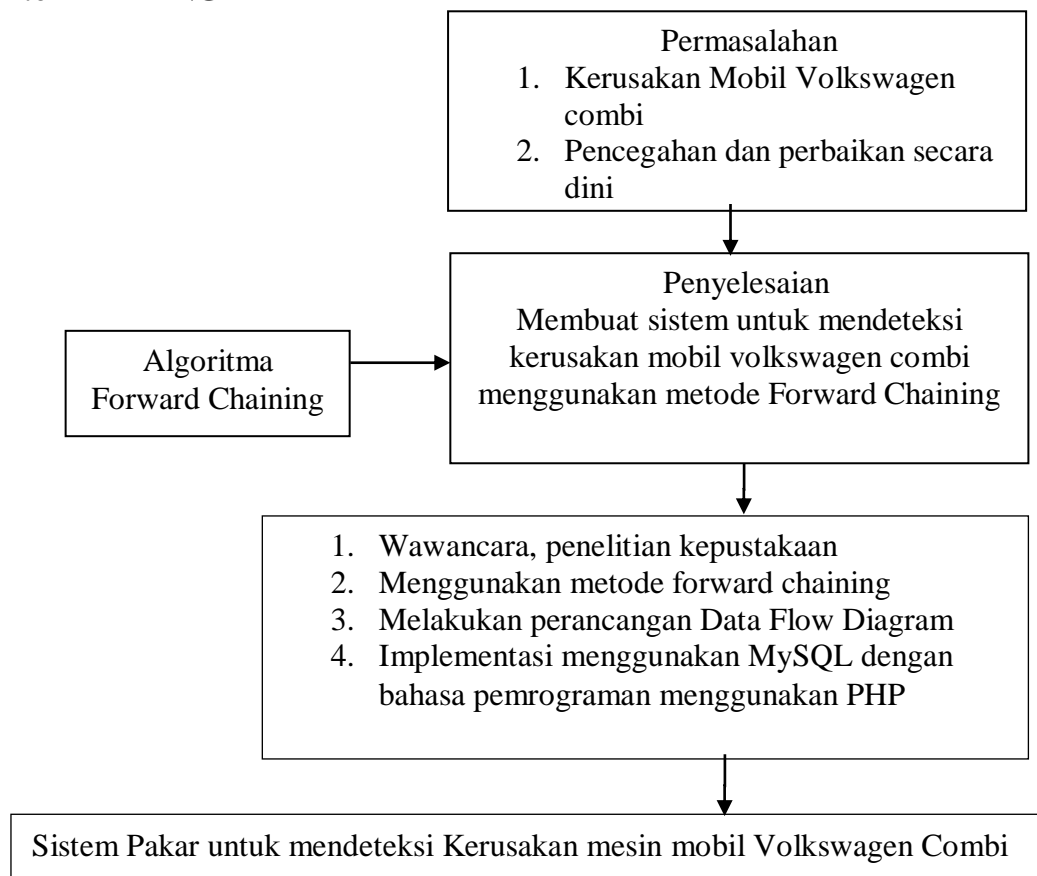 Permasalahan
1. Kerusakan Mobil Volkswagen
combi
2. Pencegahan dan perbaikan secara
dini
Penyelesaian
Membuat sistem untuk mendeteksi
kerusakan mobil volkswagen combi
menggunakan metode Forward Chaining
Algoritma
Forward Chaining
1. Wawancara, penelitian kepustakaan
2. Menggunakan metode forward chaining
3. Melakukan perancangan Data Flow Diagram
4. Implementasi menggunakan MySQL dengan
bahasa pemrograman menggunakan PHP
Sistem Pakar untuk mendeteksi Kerusakan mesin mobil Volkswagen Combi